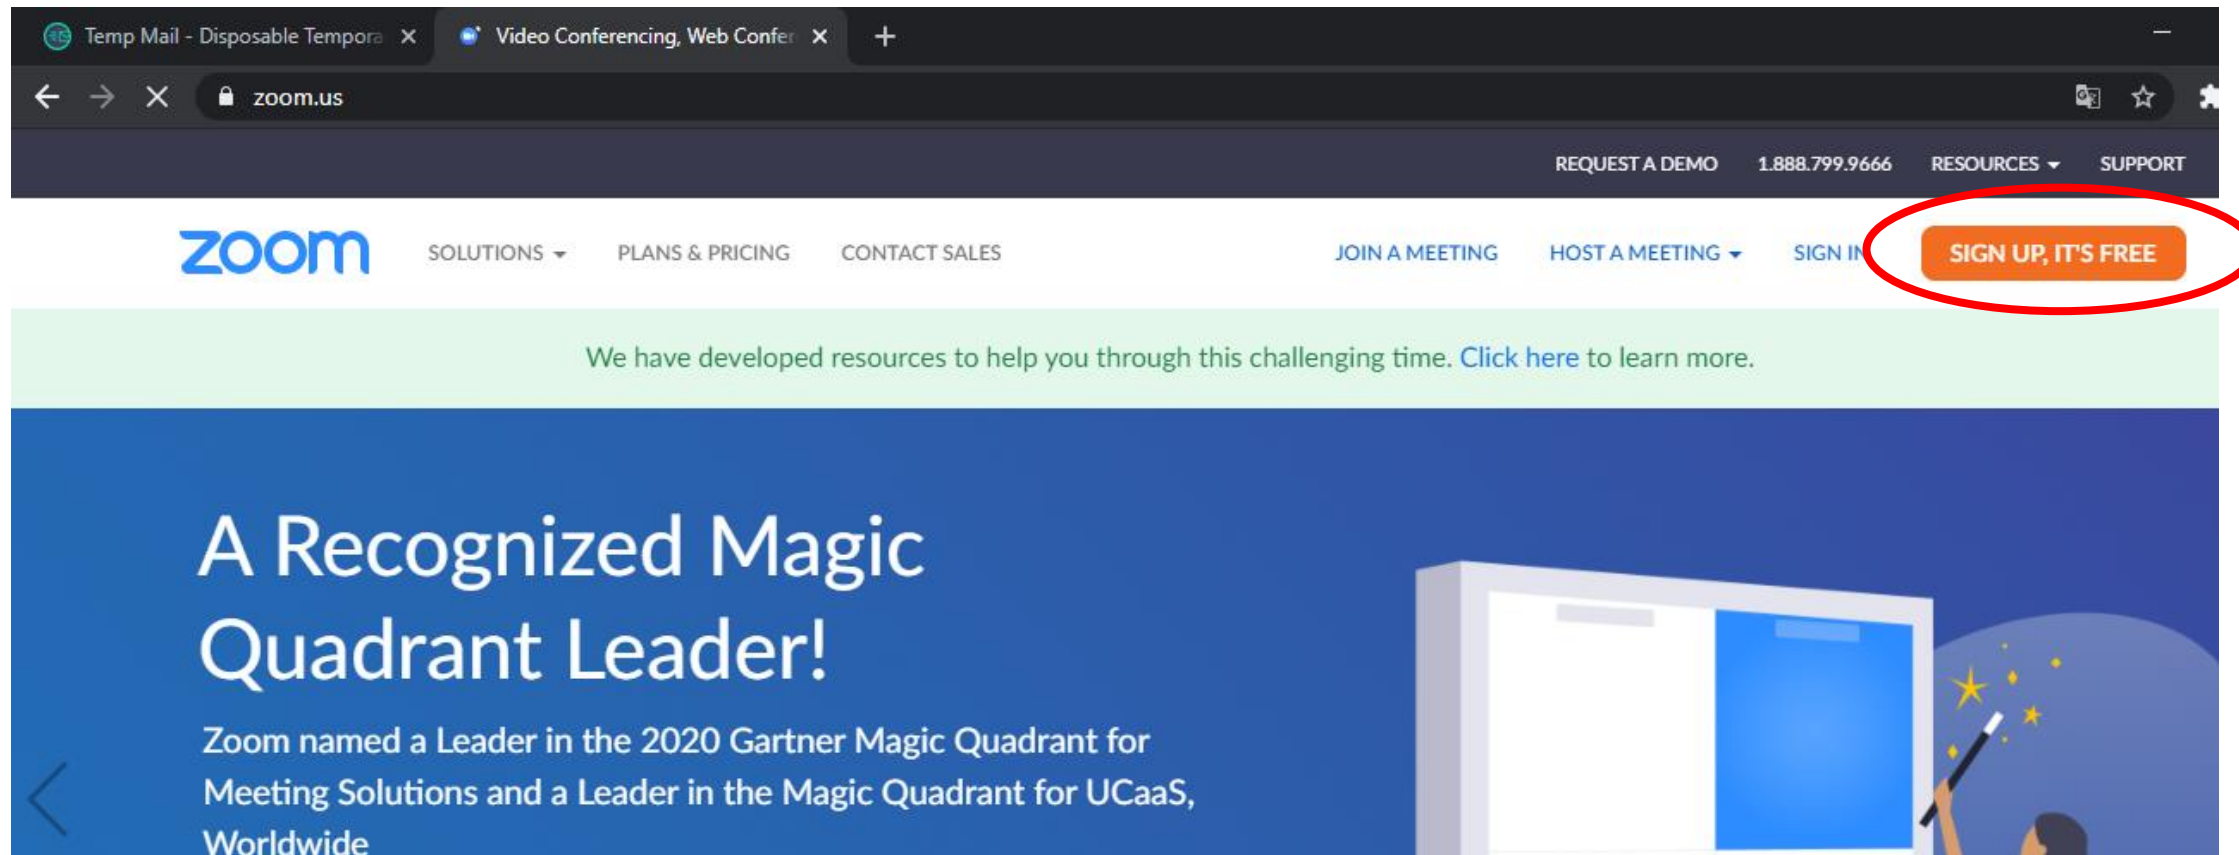 Temp Mail - Disposable Tempora
Video Conferencing, Web Confer
zoom.us
REQUEST A DEMO 1.888.799.9666 RESOURCES SUPPORT
zoom SOLUTIONS PLANS & PRICING CONTACT SALES JOIN A MEETING HOST A MEETING SIGN IN SIGN UP, IT'S FREE
We have developed resources to help you through this challenging time. Click here to learn more.
A Recognized Magic
Quadrant Leader!
Zoom named a Leader in the 2020 Gartner Magic Quadrant for
Meeting Solutions and a Leader in the Magic Quadrant for UCaaS,
Worldwide